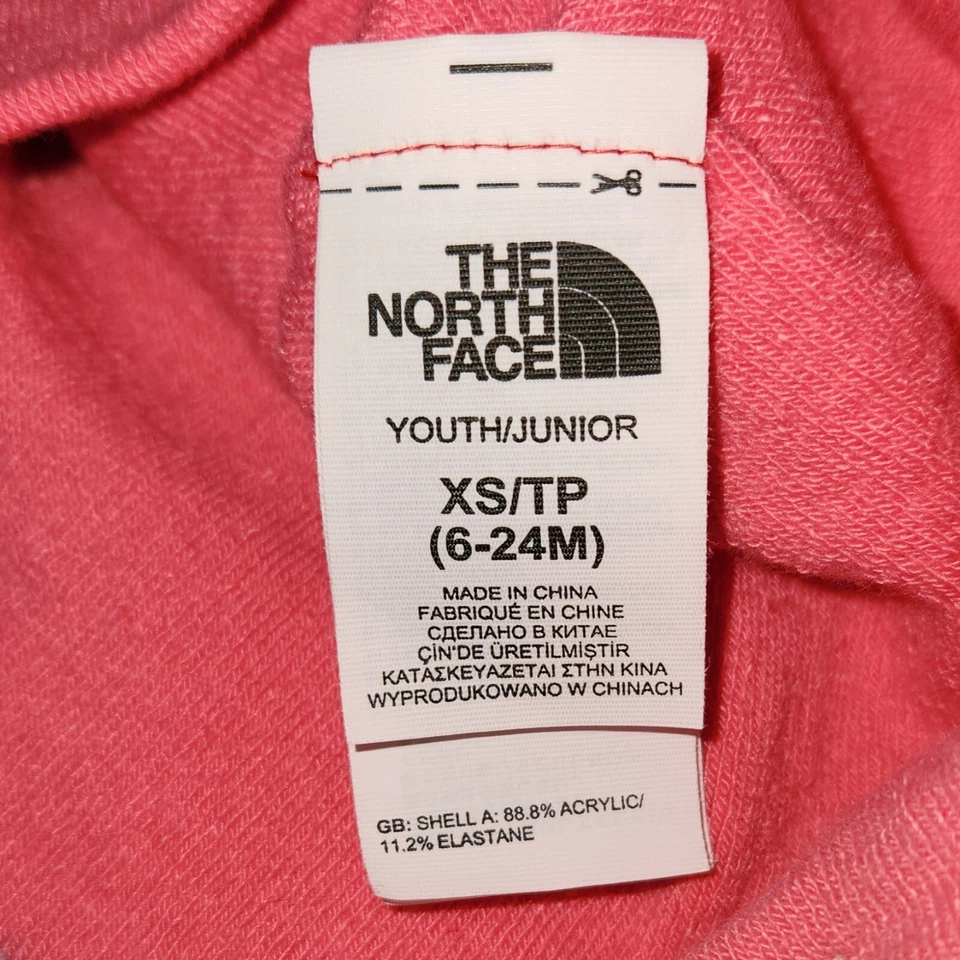 THE
NORTH
FACE
YOUTH/JUNIOR
XS/TP
(6-24M)
MADE IN CHINA
FABRIQUÉ EN CHINE
СДЕЛАНО В КИТАЕ
ÇİN'DE ÜRETİLMİŞTİR
ΚΑΤΑΣΚΕΥΑΖΕΤΑΙ ΣΤΗΝ ΚΙΝΑ
WYPRODUKOWANO W CHINACH
GB: SHELL A: 88.8% ACRYLIC/
11.2% ELASTANE